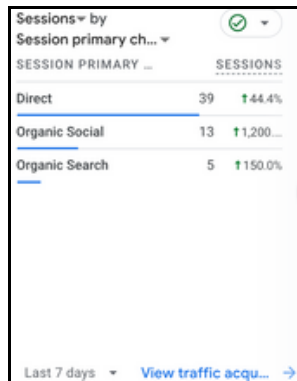 Sessions by
Session primary ch...
SESSION PRIMARY ... SESSIONS
Direct 39 ↑44.4%
Organic Social 13 ↑1,200...
Organic Search 5 ↑150.0%
Last 7 days View traffic acqu... →